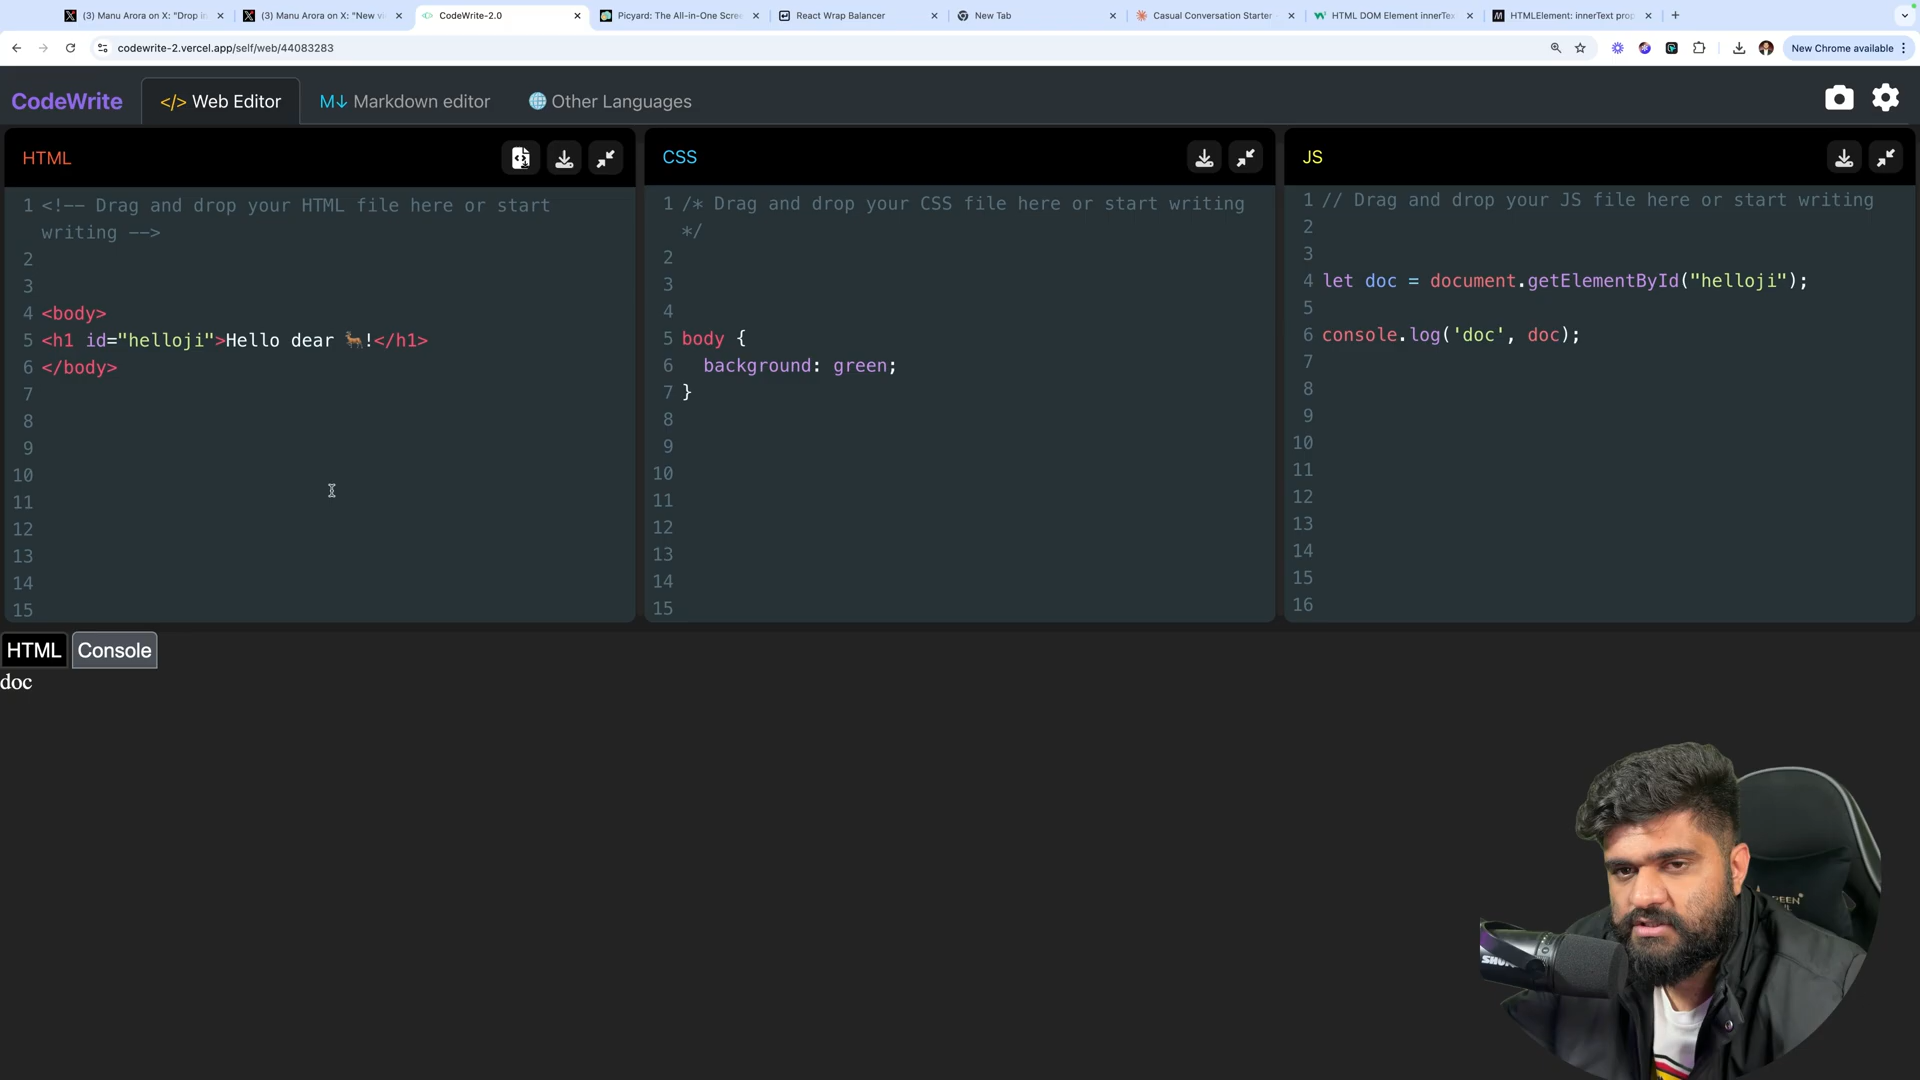 (3) Manu Arora on X: "Drop in
(3) Manu Arora on X: "New vi
CodeWrite-2.0
Picyard: The All-in-One Scree
React Wrap Balancer
New Tab
Casual Conversation Starter
HTML DOM Element innerTex
HTMLElement: innerText prop
codewrite-2.vercel.app/self/web/44083283
New Chrome available
CodeWrite
</> Web Editor
M↓ Markdown editor
Other Languages
HTML
1 <!-- Drag and drop your HTML file here or start
writing -->
2
3
4 <body>
5 <h1 id="helloji">Hello dear 🦌!</h1>
6 </body>
7
8
9
10
11
12
13
14
15
CSS
1 /* Drag and drop your CSS file here or start writing
*/
2
3
4
5 body {
6 background: green;
7 }
8
9
10
11
12
13
14
15
JS
1 // Drag and drop your JS file here or start writing
2
3
4 let doc = document.getElementById("helloji");
5
6 console.log('doc', doc);
7
8
9
10
11
12
13
14
15
16
HTML Console
doc